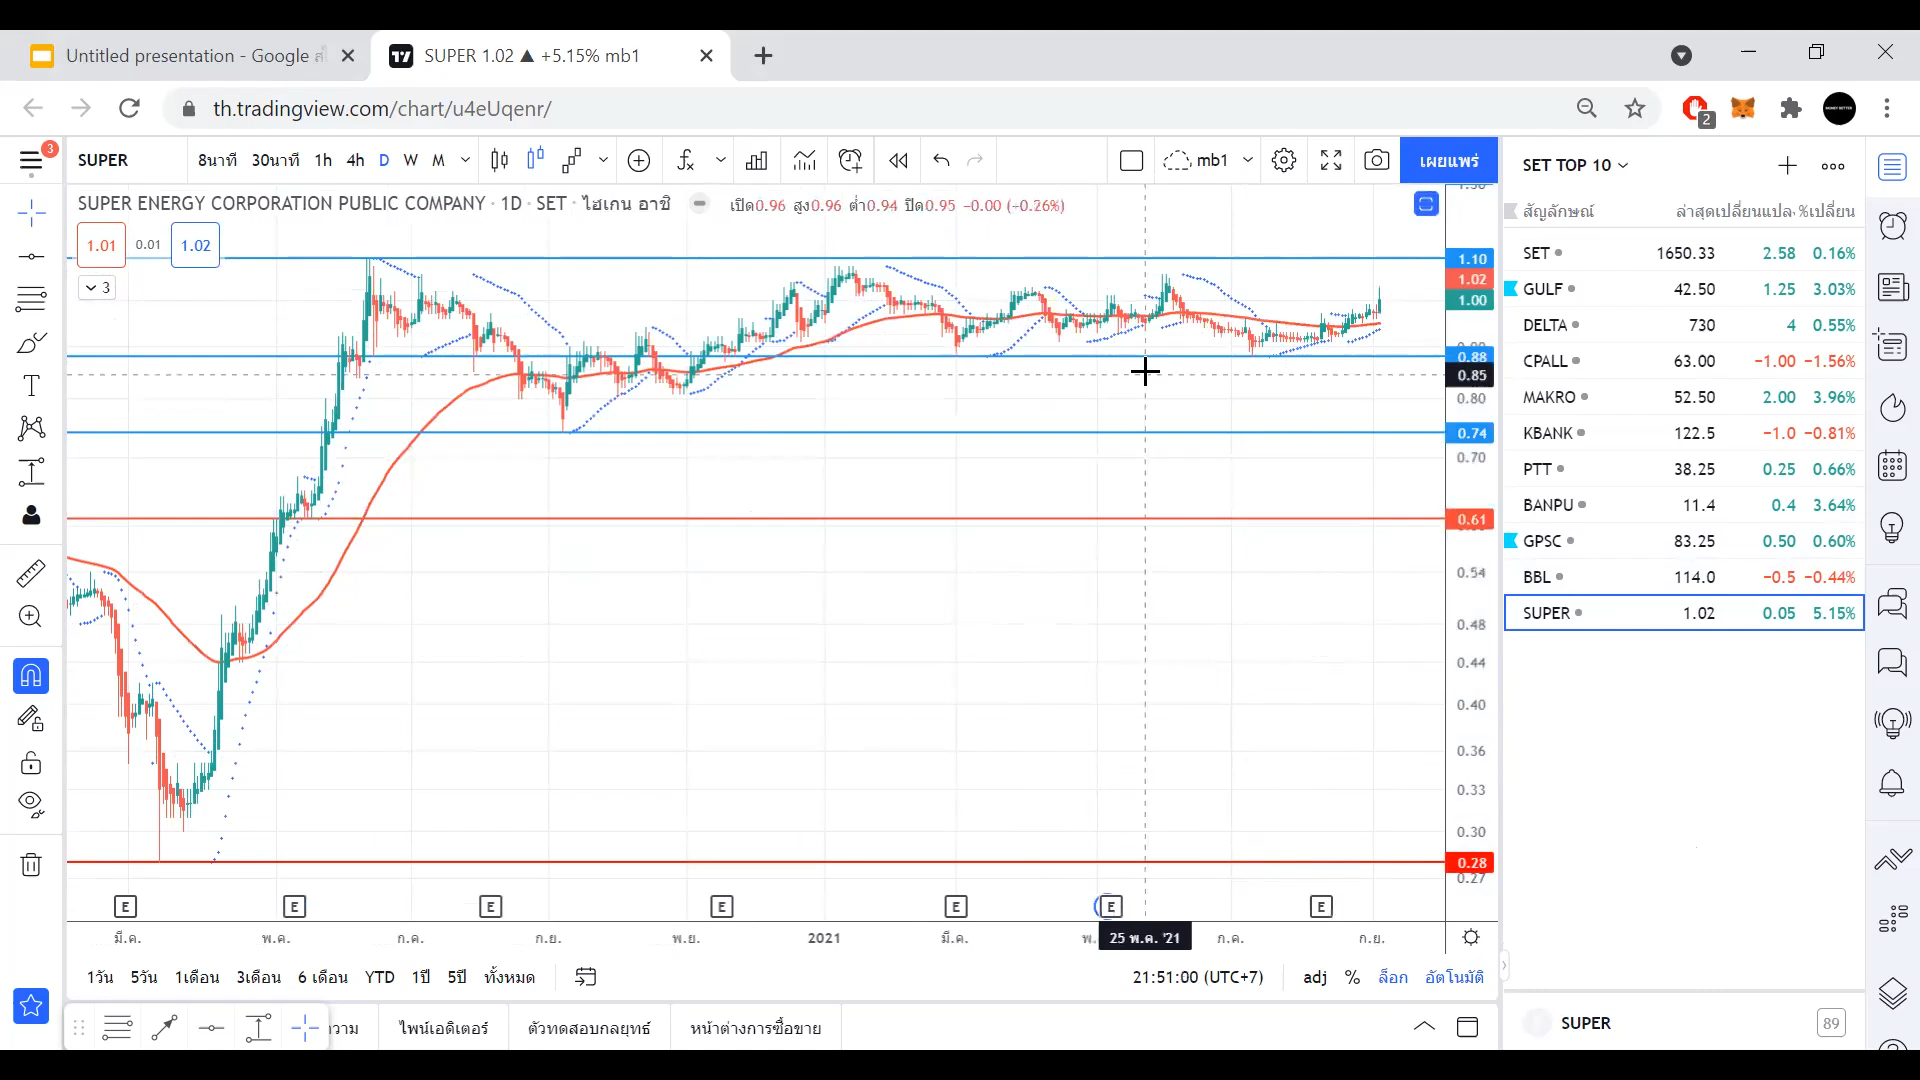 Untitled presentation - Google ส
SUPER 1.02 ▲ +5.15% mb1
th.tradingview.com/chart/u4eUqenr/
2
3
SUPER
8นาที 30นาที 1h 4h D W M
mb1
เผยแพร่
SUPER ENERGY CORPORATION PUBLIC COMPANY · 1D · SET · ไฮเกน อาชิ
เปิด0.96 สูง0.96 ต่ำ0.94 ปิด0.95 −0.00 (−0.26%)
1.01 0.01 1.02
3
1.10
1.02
1.00
0.88
0.85
0.80
0.74
0.70
0.61
0.54
0.48
0.44
0.40
0.36
0.33
0.30
0.28
0.27
E E E E E E E
มี.ค. พ.ค. ก.ค. ก.ย. พ.ย. 2021 มี.ค. 25 พ.ค. '21 ก.ค. ก.ย.
1วัน 5วัน 1เดือน 3เดือน 6 เดือน YTD 1ปี 5ปี ทั้งหมด
21:51:00 (UTC+7) adj % ล็อก อัตโนมัติ
ไพน์เอดิเตอร์ ตัวทดสอบกลยุทธ์ หน้าต่างการซื้อขาย
SET TOP 10
สัญลักษณ์ ล่าสุด เปลี่ยนแปลง %เปลี่ยน
SET 1650.33 2.58 0.16%
GULF 42.50 1.25 3.03%
DELTA 730 4 0.55%
CPALL 63.00 −1.00 −1.56%
MAKRO 52.50 2.00 3.96%
KBANK 122.5 −1.0 −0.81%
PTT 38.25 0.25 0.66%
BANPU 11.4 0.4 3.64%
GPSC 83.25 0.50 0.60%
BBL 114.0 −0.5 −0.44%
SUPER 1.02 0.05 5.15%
SUPER 89